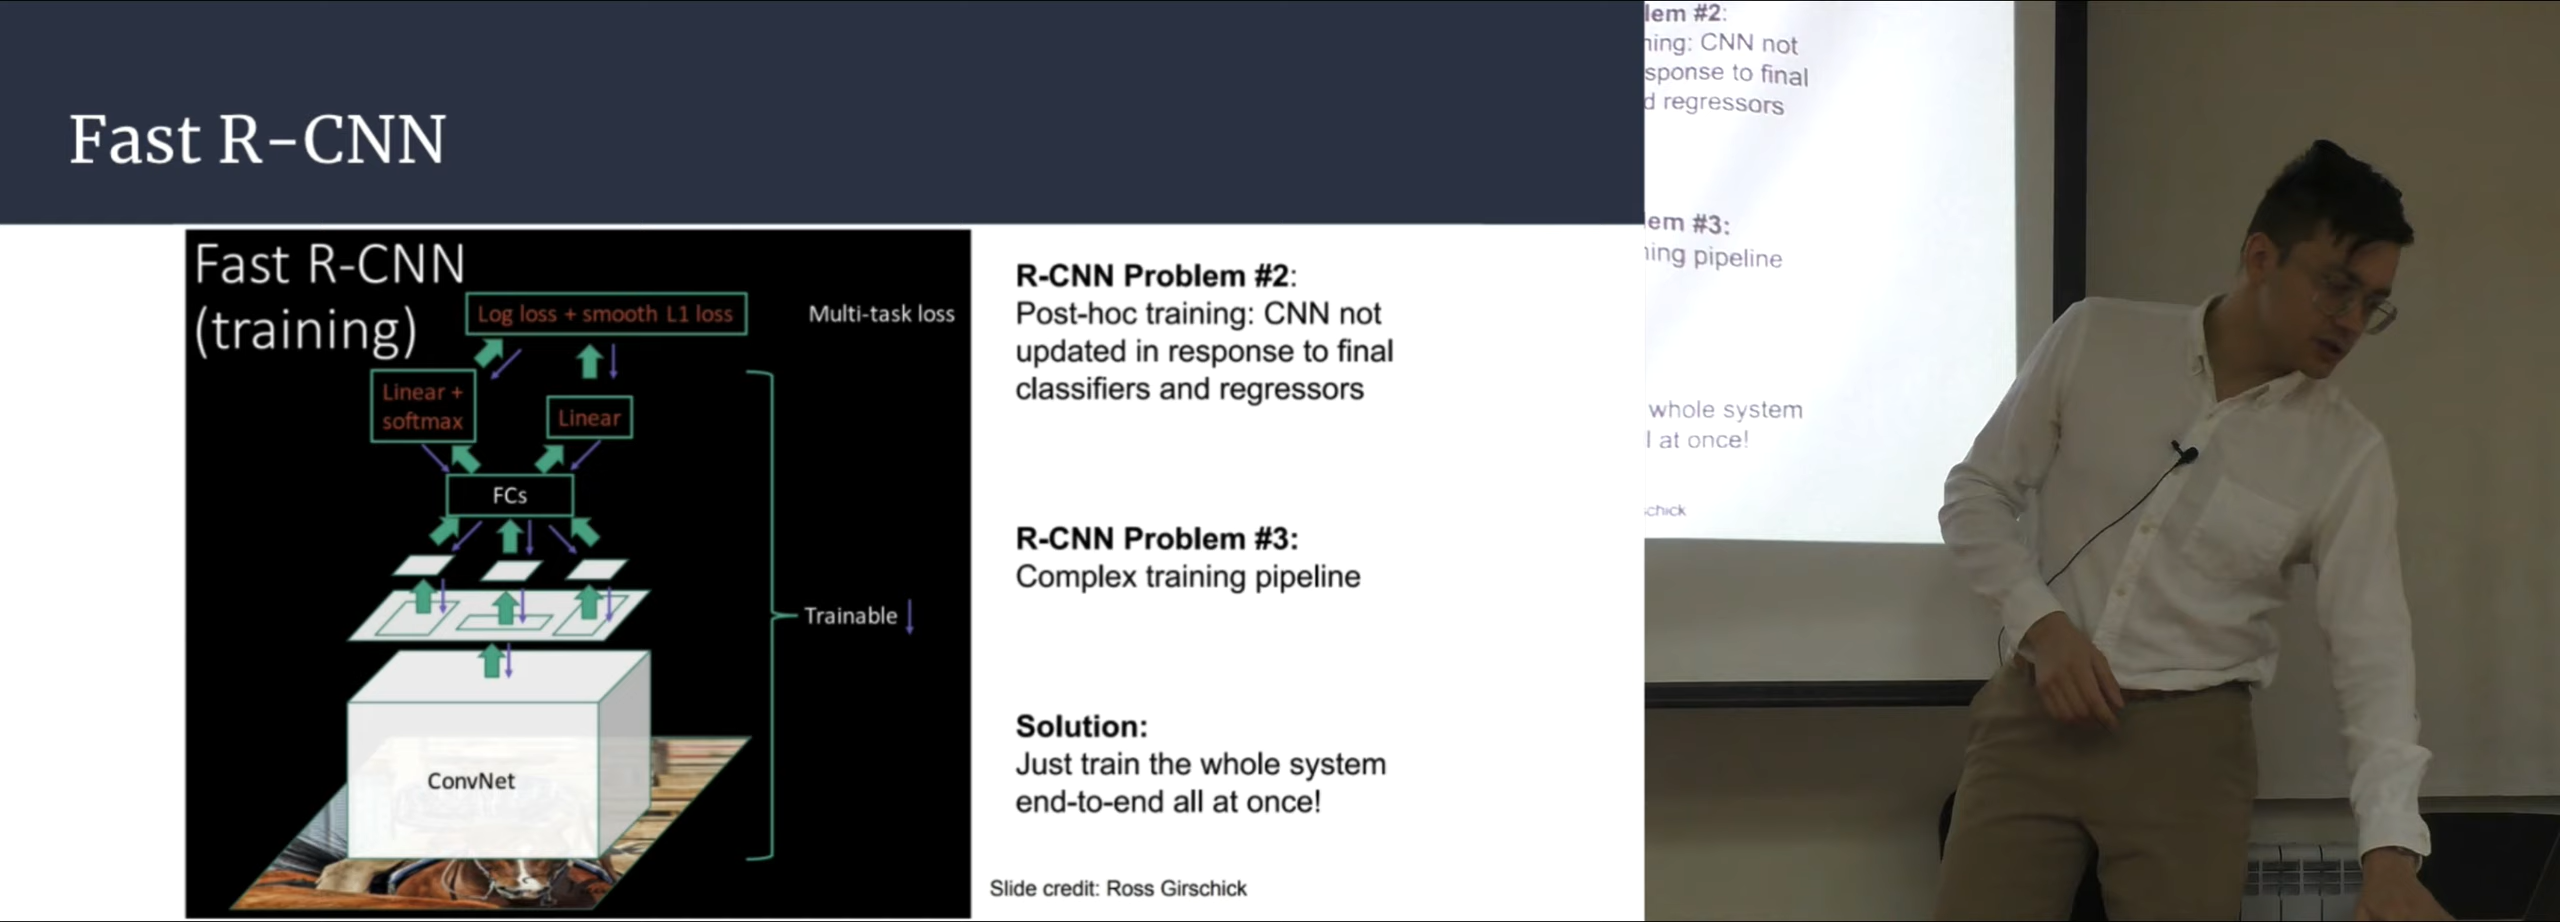 Fast R-CNN
Fast R-CNN
(training)
Log loss + smooth L1 loss
Multi-task loss
Linear +
softmax
Linear
FCs
Trainable
ConvNet
R-CNN Problem #2:
Post-hoc training: CNN not
updated in response to final
classifiers and regressors
R-CNN Problem #3:
Complex training pipeline
Solution:
Just train the whole system
end-to-end all at once!
Slide credit: Ross Girschick
lem #2:
ning: CNN not
sponse to final
d regressors
em #3:
ning pipeline
whole system
l at once!
schick